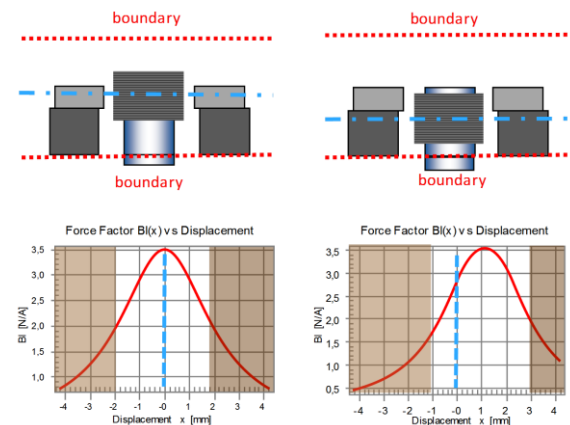 boundary
boundary
boundary
boundary
Force Factor Bl(x) vs Displacement
3,5
3,0
2,5
2,0
1,5
1,0
Bl [N/A]
-4 -3 -2 -1 -0 1 2 3 4
Displacement x [mm]
Force Factor Bl(x) vs Displacement
3,5
3,0
2,5
2,0
1,5
1,0
0,5
Bl [N/A]
-4 -3 -2 -1 -0 1 2 3 4
Displacement x [mm]